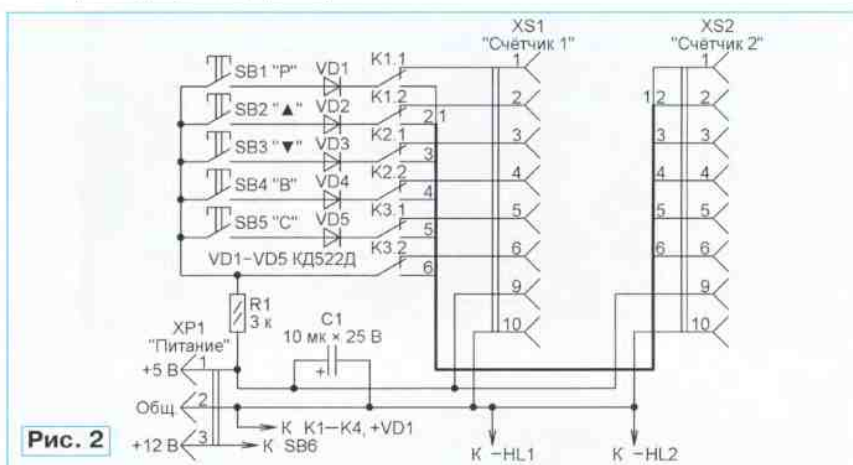 XS1 XS2
"Счётчик 1" "Счётчик 2"
SB1 "P" VD1 K1.1 1 1
SB2 "▲" VD2 K1.2 2 1 2 1 2 2
SB3 "▼" VD3 K2.1 3 3 3 3
SB4 "B" VD4 K2.2 4 4 4 4
SB5 "C" VD5 K3.1 5 5 5 5
VD1–VD5 КД522Д K3.2 6 6 6 6
R1 9 9
3 к
C1 10 10
10 мк × 25 В
+
XP1
"Питание"
+5 В 1
Общ. 2
К K1–K4, +VD1
+12 В 3 К SB6
К –HL1 К –HL2
Рис. 2